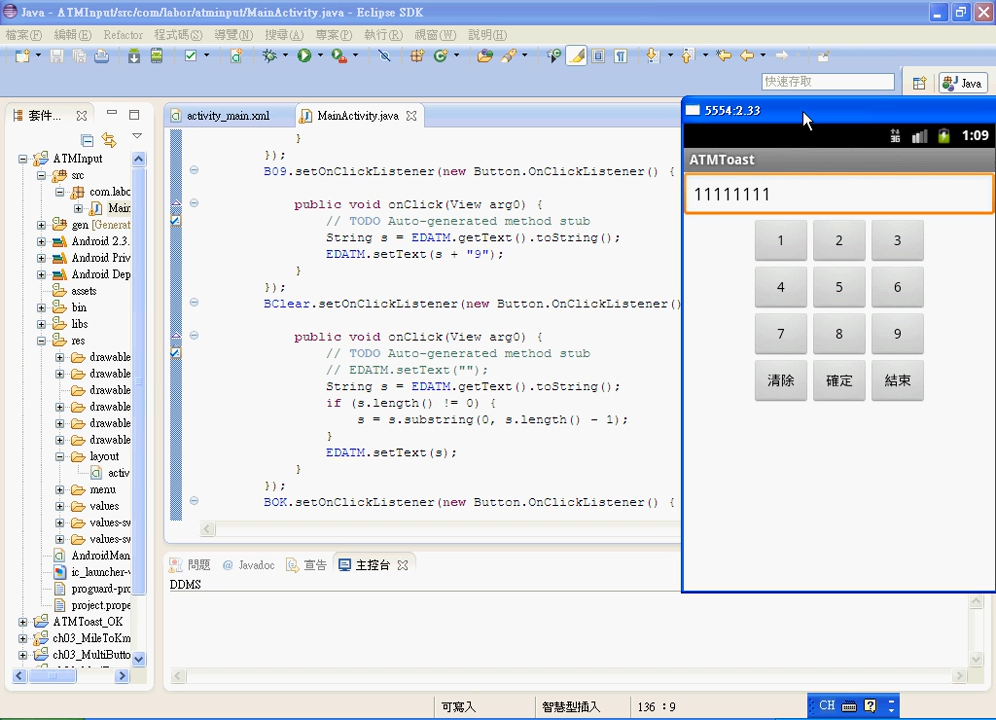 Java - ATMInput/src/com/labor/atminput/MainActivity.java - Eclipse SDK
檔案(F) 編輯(E) Refactor 程式碼(S) 導覽(N) 搜尋(A) 專案(P) 執行(R) 視窗(W) 說明(H)
快速存取
Java
套件...
ATMInput
src
com.labc
Main
gen [Generat
Android 2.3.
Android Priv
Android Dep
assets
bin
libs
res
drawable
drawable
drawable
drawable
drawable
drawable
layout
activ
menu
values
values-sw
values-sv
AndroidMan
ic_launcher-
proguard-pro
project.prope
ATMToast_OK
ch03_MileToKm
ch03_MultiButto
activity_main.xml
MainActivity.java
}
});
B09.setOnClickListener(new Button.OnClickListener() {
public void onClick(View arg0) {
// TODO Auto-generated method stub
String s = EDATM.getText().toString();
EDATM.setText(s + "9");
}
});
BClear.setOnClickListener(new Button.OnClickListener()
public void onClick(View arg0) {
// TODO Auto-generated method stub
// EDATM.setText("");
String s = EDATM.getText().toString();
if (s.length() != 0) {
s = s.substring(0, s.length() - 1);
}
EDATM.setText(s);
}
});
BOK.setOnClickListener(new Button.OnClickListener() {
問題 @ Javadoc 宣告 主控台
DDMS
5554:2.33
3G 1:09
ATMToast
11111111
1 2 3
4 5 6
7 8 9
清除 確定 結束
可寫入 智慧型插入 136 : 9
CH